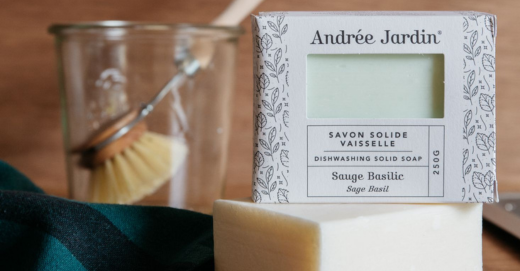 Andrée Jardin®
SAVON SOLIDE
VAISSELLE
DISHWASHING SOLID SOAP
Sauge Basilic
Sage Basil
250G